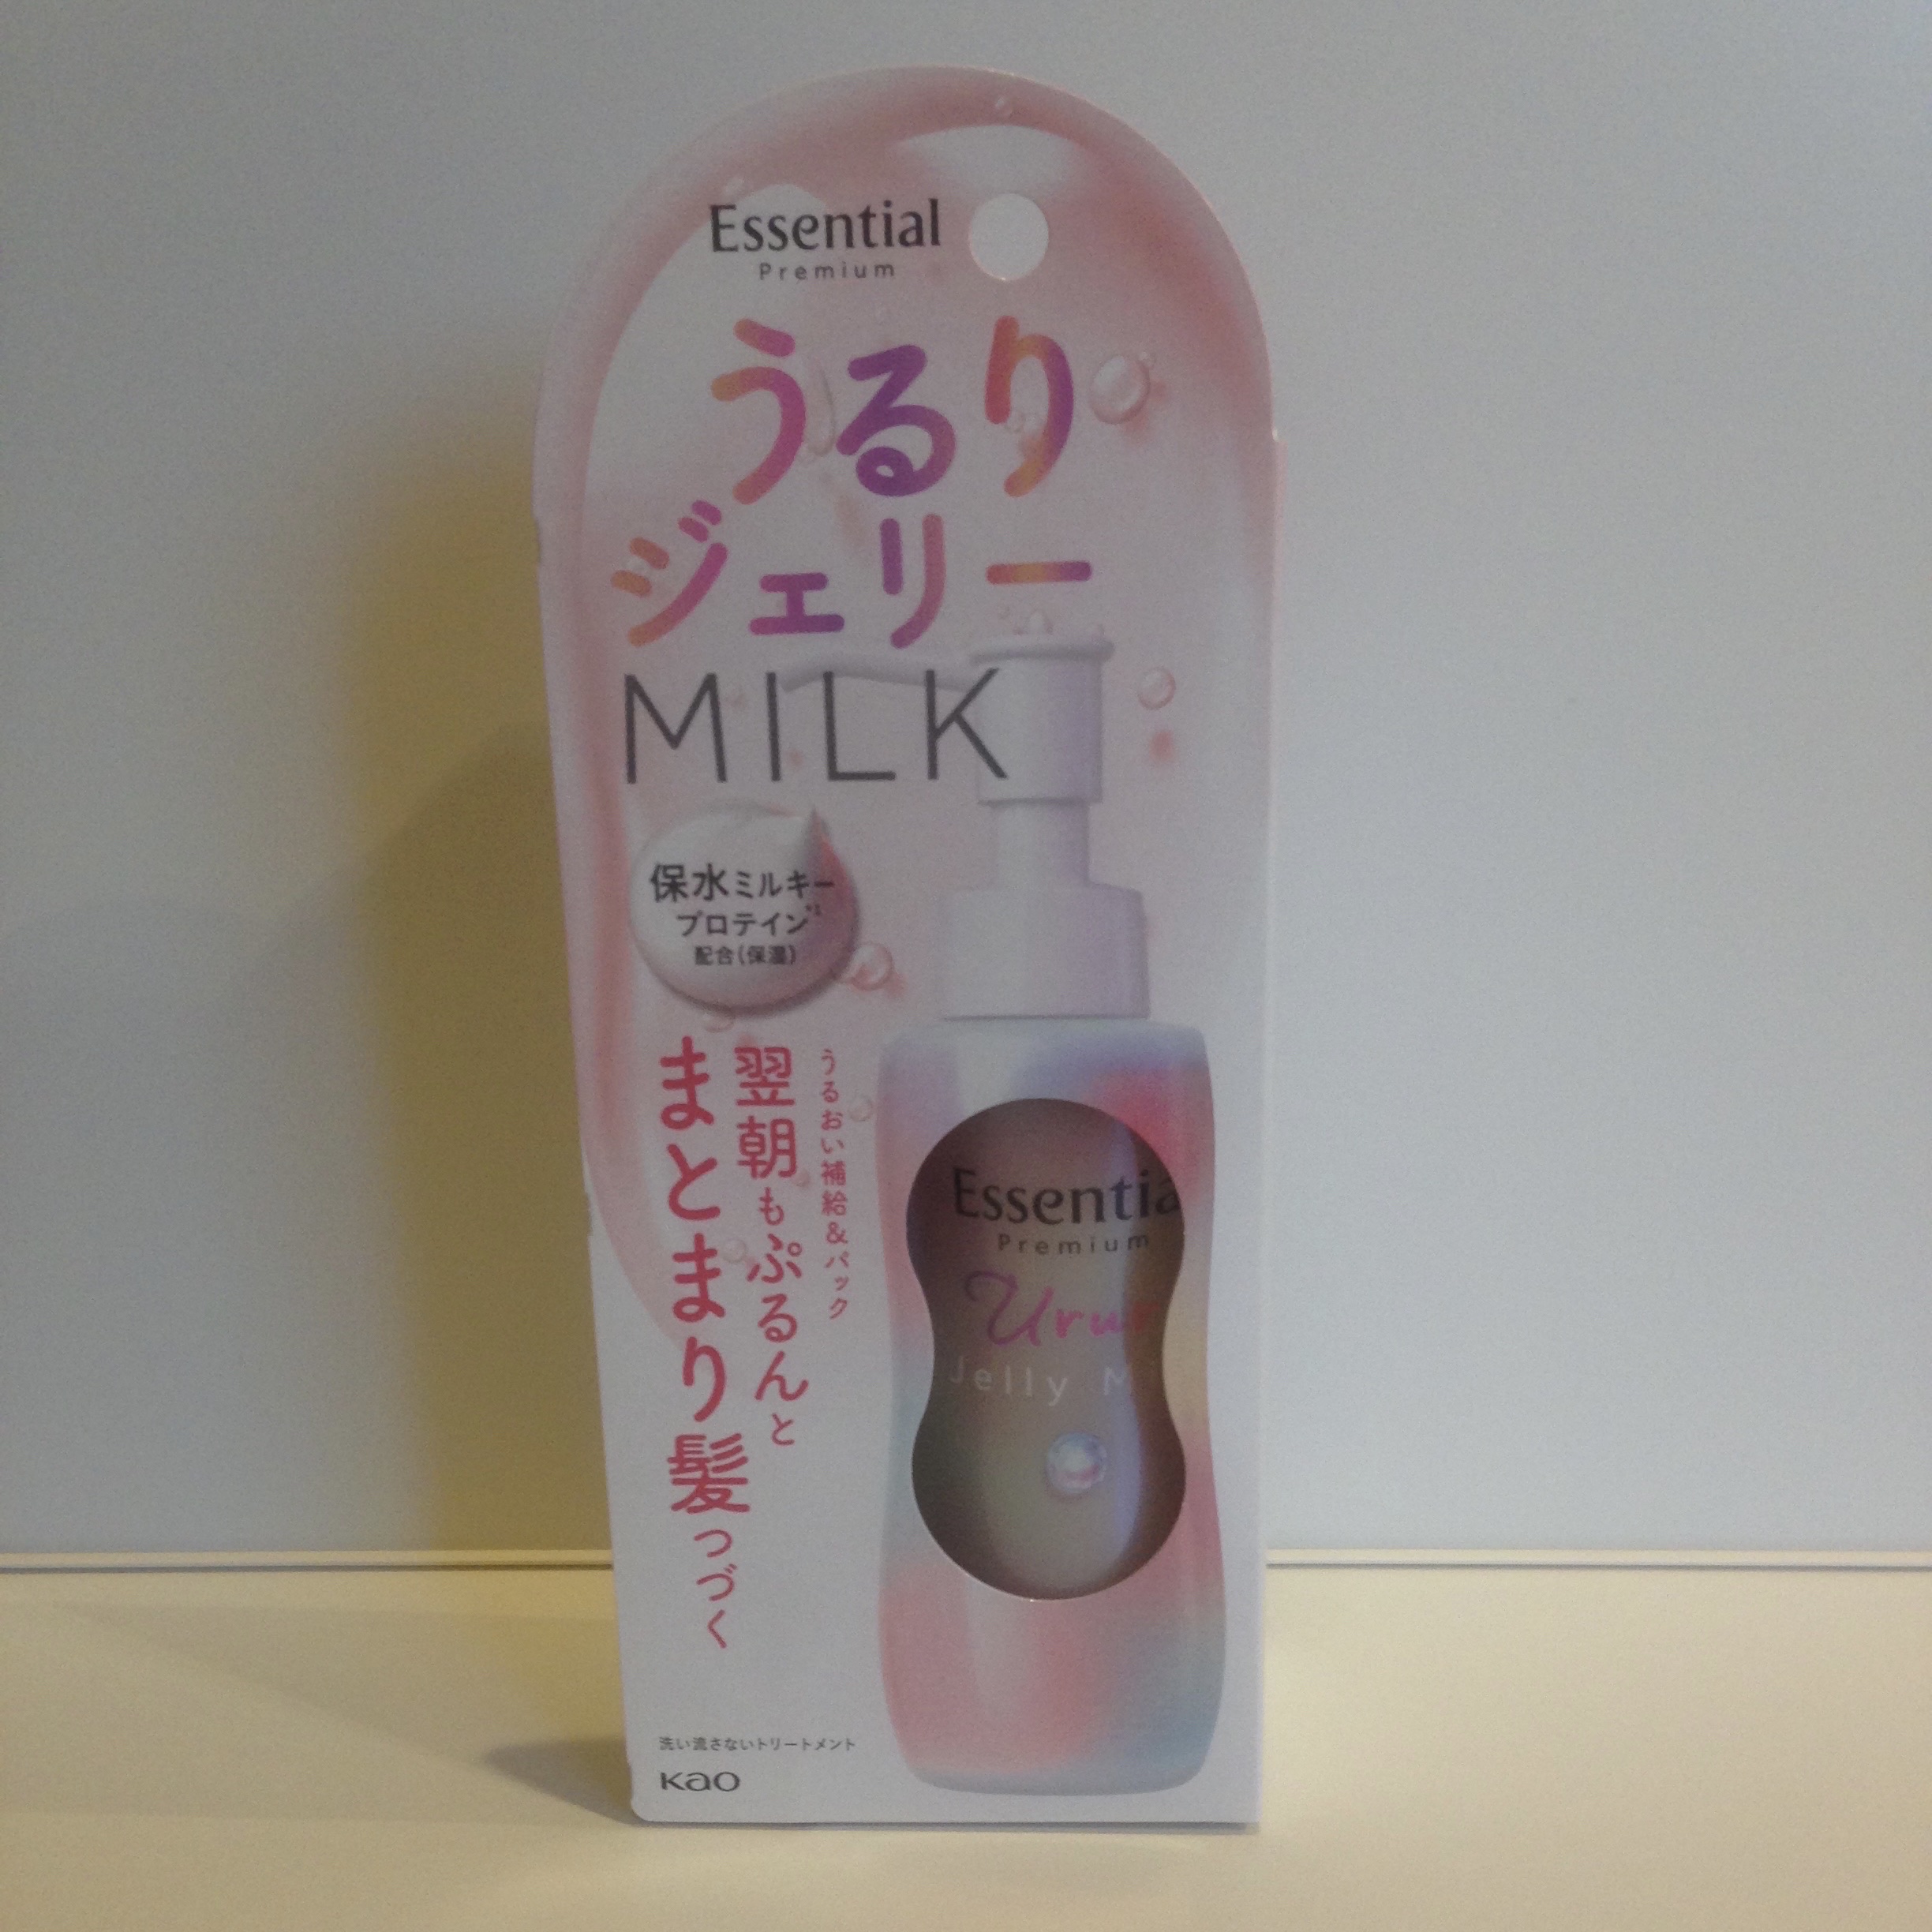 Essential
Premium
うるり
ジェリー
MILK
保水ミルキー
プロテイン*1
配合(保湿)
うるおい補給&パック
翌朝もぷるんと
まとまり髪つづく
Essentia
Premium
Urur
Jelly M
洗い流さないトリートメント
Kao